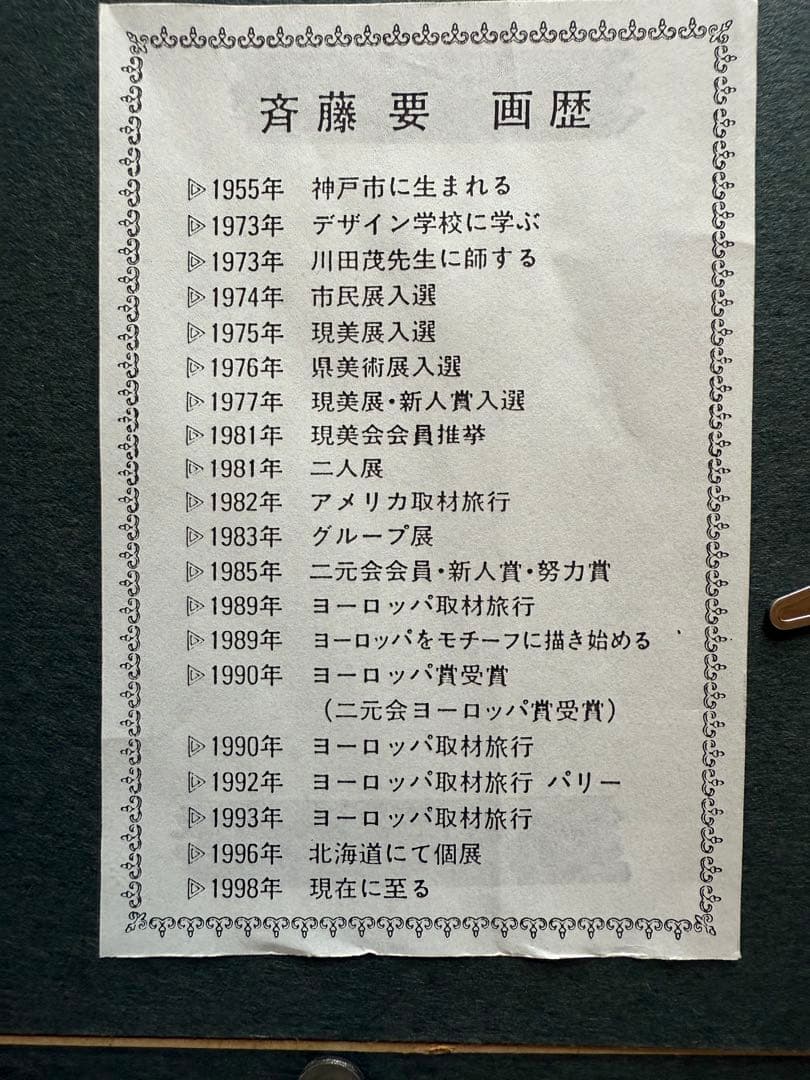 斉藤要 画歴
▷1955年 神戸市に生まれる
▷1973年 デザイン学校に学ぶ
▷1973年 川田茂先生に師する
▷1974年 市民展入選
▷1975年 現美展入選
▷1976年 県美術展入選
▷1977年 現美展・新人賞入選
▷1981年 現美会会員推挙
▷1981年 二人展
▷1982年 アメリカ取材旅行
▷1983年 グループ展
▷1985年 二元会会員・新人賞・努力賞
▷1989年 ヨーロッパ取材旅行
▷1989年 ヨーロッパをモチーフに描き始める
▷1990年 ヨーロッパ賞受賞
(二元会ヨーロッパ賞受賞)
▷1990年 ヨーロッパ取材旅行
▷1992年 ヨーロッパ取材旅行 パリー
▷1993年 ヨーロッパ取材旅行
▷1996年 北海道にて個展
▷1998年 現在に至る